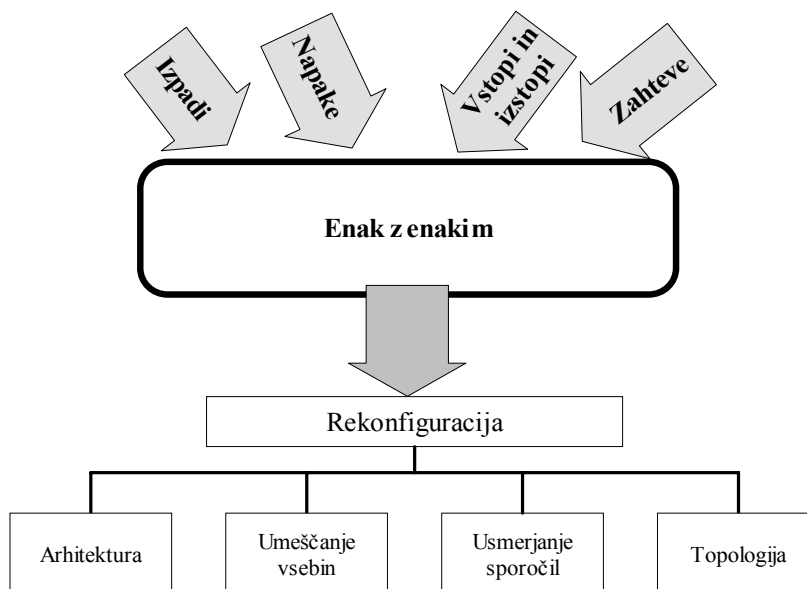 Izpadi
Napake
Vstopi in
izstopi
Zahteve
Enak z enakim
Rekonfiguracija
Arhitektura
Umeščanje
vsebin
Usmerjanje
sporočil
Topologija